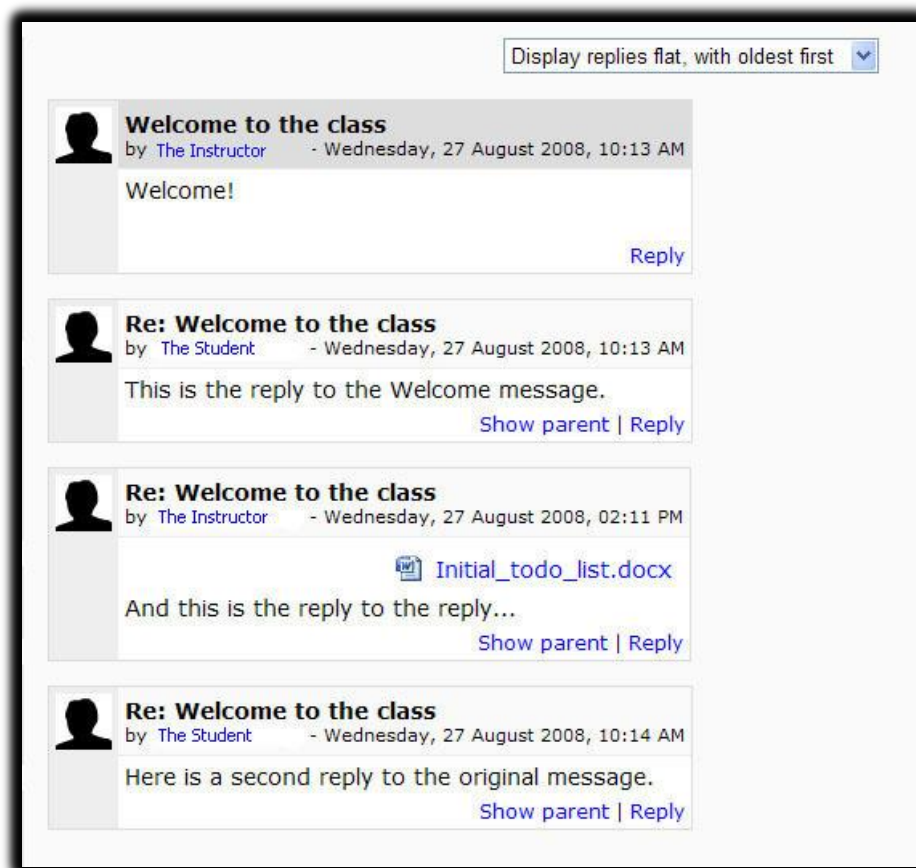 Display replies flat, with oldest first
Welcome to the class
by The Instructor - Wednesday, 27 August 2008, 10:13 AM
Welcome!
Reply
Re: Welcome to the class
by The Student - Wednesday, 27 August 2008, 10:13 AM
This is the reply to the Welcome message.
Show parent | Reply
Re: Welcome to the class
by The Instructor - Wednesday, 27 August 2008, 02:11 PM
Initial_todo_list.docx
And this is the reply to the reply...
Show parent | Reply
Re: Welcome to the class
by The Student - Wednesday, 27 August 2008, 10:14 AM
Here is a second reply to the original message.
Show parent | Reply